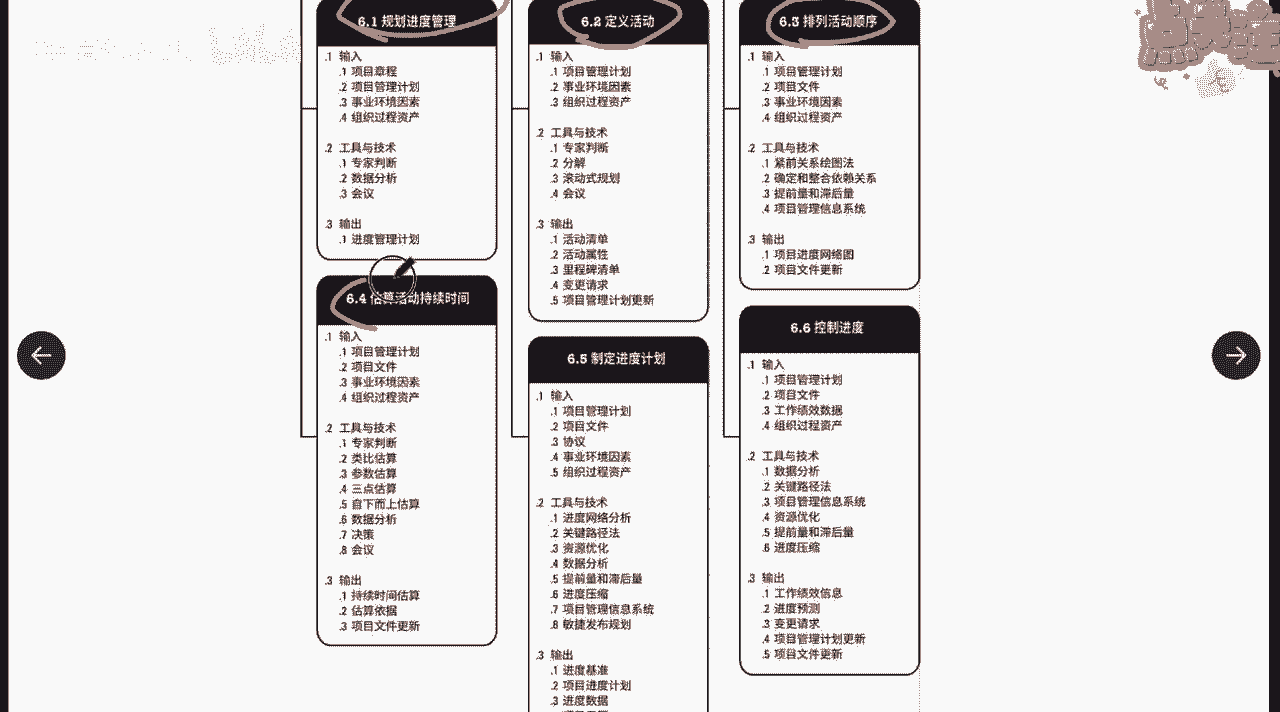 6.1 规划进度管理
.1 输入
.1 项目章程
.2 项目管理计划
.3 事业环境因素
.4 组织过程资产
.2 工具与技术
.1 专家判断
.2 数据分析
.3 会议
.3 输出
.1 进度管理计划
6.2 定义活动
.1 输入
.1 项目管理计划
.2 事业环境因素
.3 组织过程资产
.2 工具与技术
.1 专家判断
.2 分解
.3 滚动式规划
.4 会议
.3 输出
.1 活动清单
.2 活动属性
.3 里程碑清单
.4 变更请求
.5 项目管理计划更新
6.3 排列活动顺序
.1 输入
.1 项目管理计划
.2 项目文件
.3 事业环境因素
.4 组织过程资产
.2 工具与技术
.1 紧前关系绘图法
.2 确定和整合依赖关系
.3 提前量和滞后量
.4 项目管理信息系统
.3 输出
.1 项目进度网络图
.2 项目文件更新
6.4 估算活动持续时间
.1 输入
.1 项目管理计划
.2 项目文件
.3 事业环境因素
.4 组织过程资产
.2 工具与技术
.1 专家判断
.2 类比估算
.3 参数估算
.4 三点估算
.5 自下而上估算
.6 数据分析
.7 决策
.8 会议
.3 输出
.1 持续时间估算
.2 估算依据
.3 项目文件更新
6.5 制定进度计划
.1 输入
.1 项目管理计划
.2 项目文件
.3 协议
.4 事业环境因素
.5 组织过程资产
.2 工具与技术
.1 进度网络分析
.2 关键路径法
.3 资源优化
.4 数据分析
.5 提前量和滞后量
.6 进度压缩
.7 项目管理信息系统
.8 敏捷发布规划
.3 输出
.1 进度基准
.2 项目进度计划
.3 进度数据
6.6 控制进度
.1 输入
.1 项目管理计划
.2 项目文件
.3 工作绩效数据
.4 组织过程资产
.2 工具与技术
.1 数据分析
.2 关键路径法
.3 项目管理信息系统
.4 资源优化
.5 提前量和滞后量
.6 进度压缩
.3 输出
.1 工作绩效信息
.2 进度预测
.3 变更请求
.4 项目管理计划更新
.5 项目文件更新